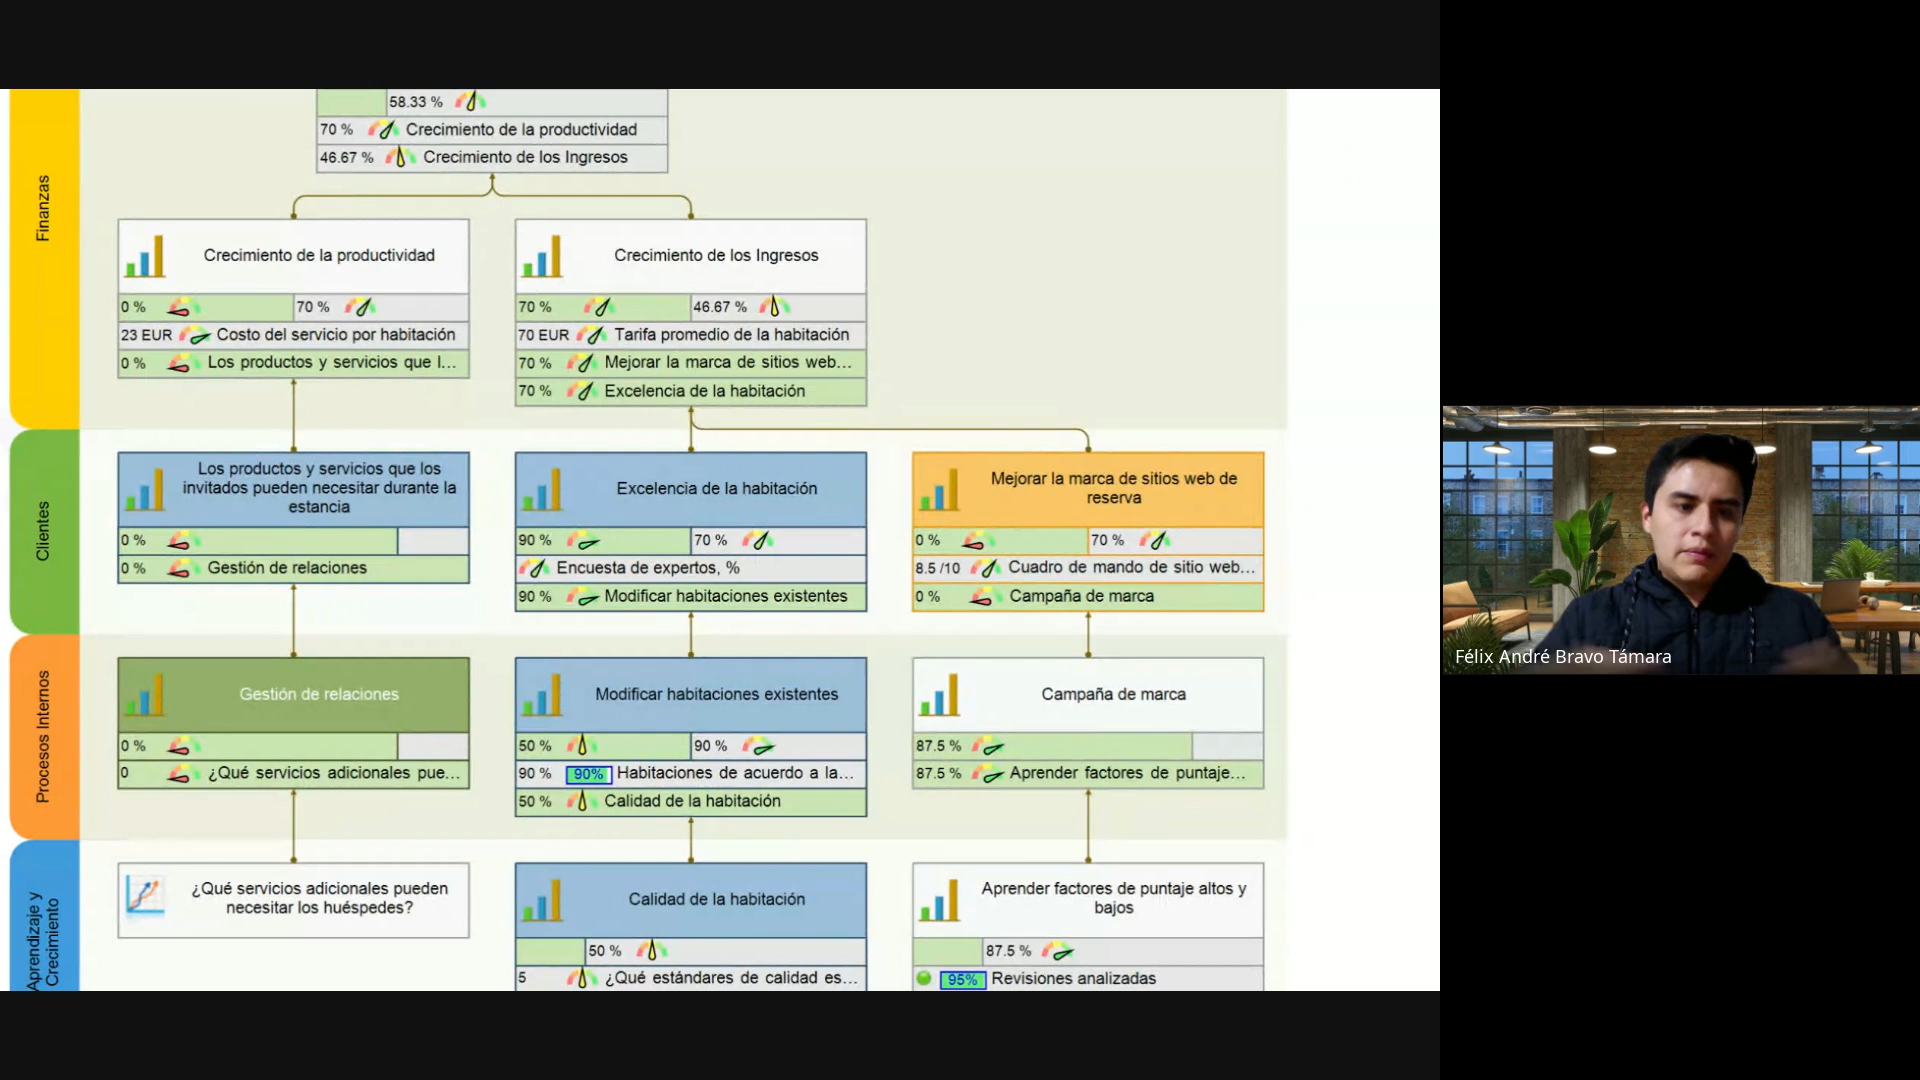 Finanzas
58.33 %
70 % Crecimiento de la productividad
46.67 % Crecimiento de los Ingresos
Crecimiento de la productividad
0 % 70 %
23 EUR Costo del servicio por habitación
0 % Los productos y servicios que l...
Crecimiento de los Ingresos
70 % 46.67 %
70 EUR Tarifa promedio de la habitación
70 % Mejorar la marca de sitios web...
70 % Excelencia de la habitación
Clientes
Los productos y servicios que los
invitados pueden necesitar durante la
estancia
0 %
0 % Gestión de relaciones
Excelencia de la habitación
90 % 70 %
Encuesta de expertos, %
90 % Modificar habitaciones existentes
Mejorar la marca de sitios web de
reserva
0 % 70 %
8.5 /10 Cuadro de mando de sitio web...
0 % Campaña de marca
Procesos Internos
Gestión de relaciones
0 %
0 ¿Qué servicios adicionales pue...
Modificar habitaciones existentes
50 % 90 %
90 % 90% Habitaciones de acuerdo a la...
50 % Calidad de la habitación
Campaña de marca
87.5 %
87.5 % Aprender factores de puntaje...
Aprendizaje y
Crecimiento
¿Qué servicios adicionales pueden
necesitar los huéspedes?
Calidad de la habitación
50 %
5 ¿Qué estándares de calidad es...
Aprender factores de puntaje altos y
bajos
87.5 %
95% Revisiones analizadas
Félix André Bravo Támara